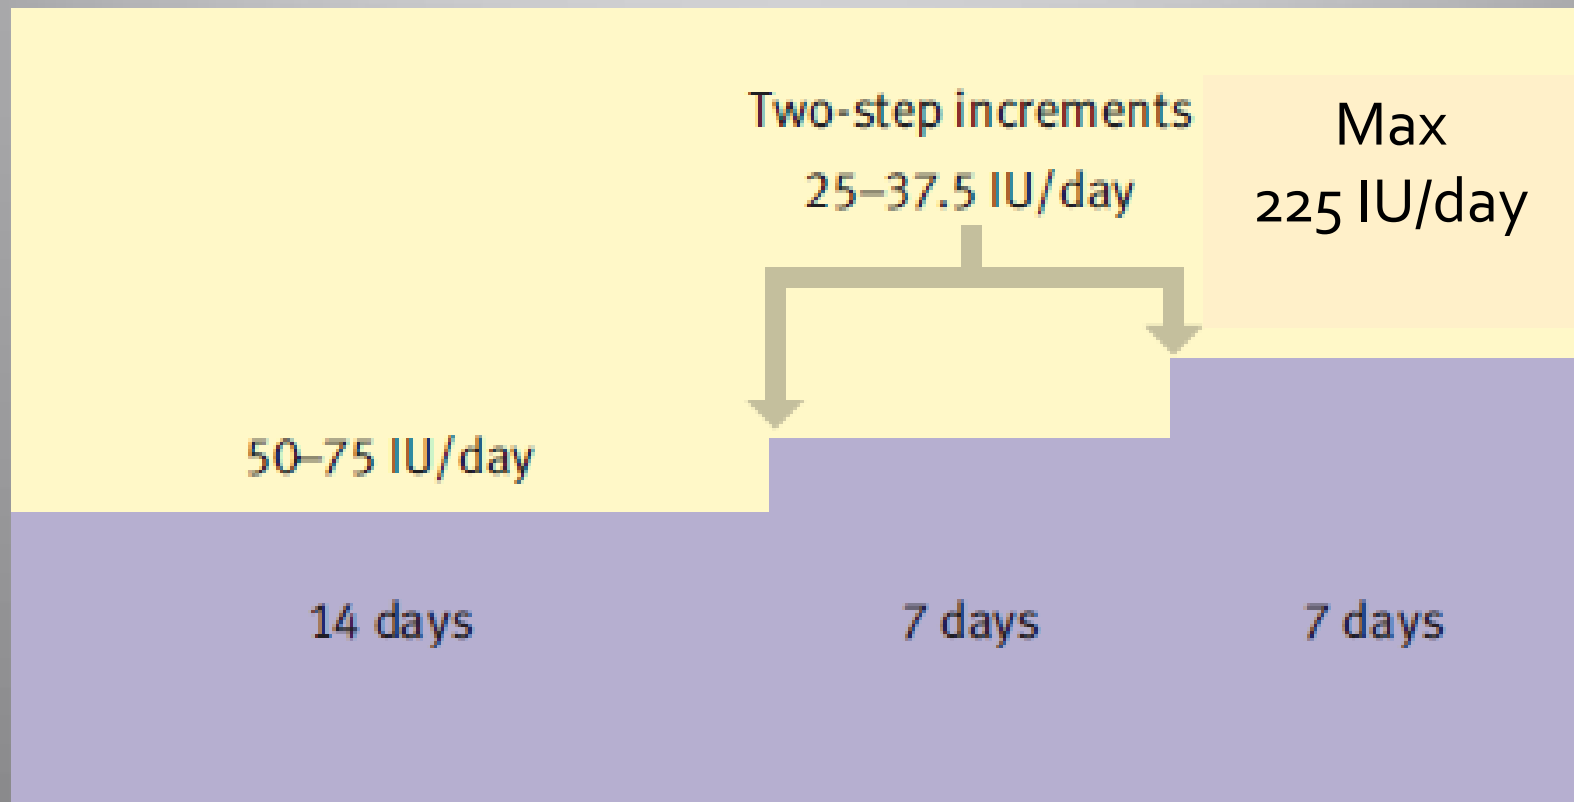 Two-step increments
25–37.5 IU/day
Max
225 IU/day
50–75 IU/day
14 days
7 days
7 days